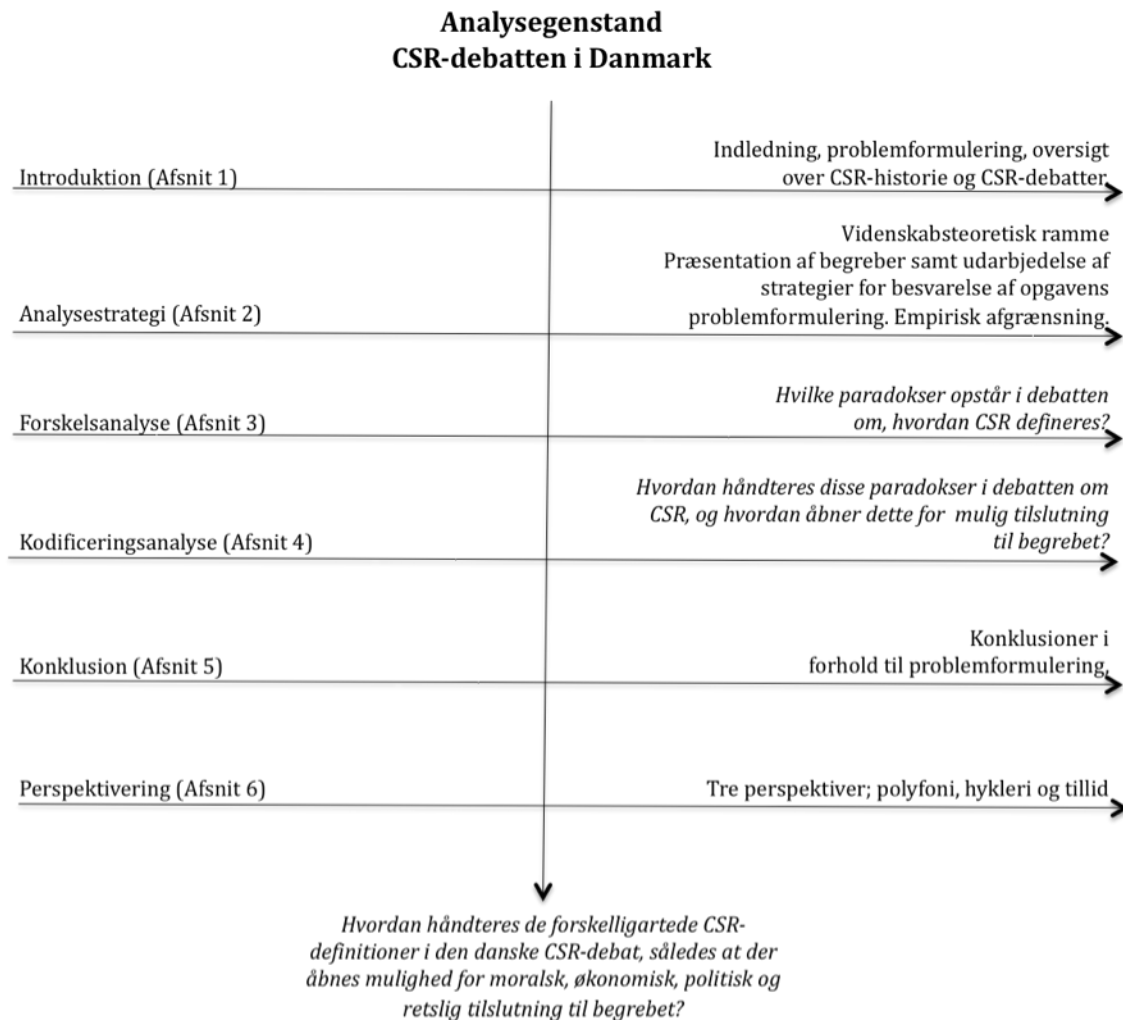 Analysegenstand
CSR-debatten i Danmark
Introduktion (Afsnit 1)
Indledning, problemformulering, oversigt
over CSR-historie og CSR-debatter.
Analysestrategi (Afsnit 2)
Videnskabsteoretisk ramme
Præsentation af begreber samt udarbjedelse af
strategier for besvarelse af opgavens
problemformulering. Empirisk afgrænsning.
Forskelsanalyse (Afsnit 3)
Hvilke paradokser opstår i debatten
om, hvordan CSR defineres?
Kodificeringsanalyse (Afsnit 4)
Hvordan håndteres disse paradokser i debatten om
CSR, og hvordan åbner dette for mulig tilslutning
til begrebet?
Konklusion (Afsnit 5)
Konklusioner i
forhold til problemformulering.
Perspektivering (Afsnit 6)
Tre perspektiver; polyfoni, hykleri og tillid
Hvordan håndteres de forskelligartede CSR-
definitioner i den danske CSR-debat, således at der
åbnes mulighed for moralsk, økonomisk, politisk og
retslig tilslutning til begrebet?